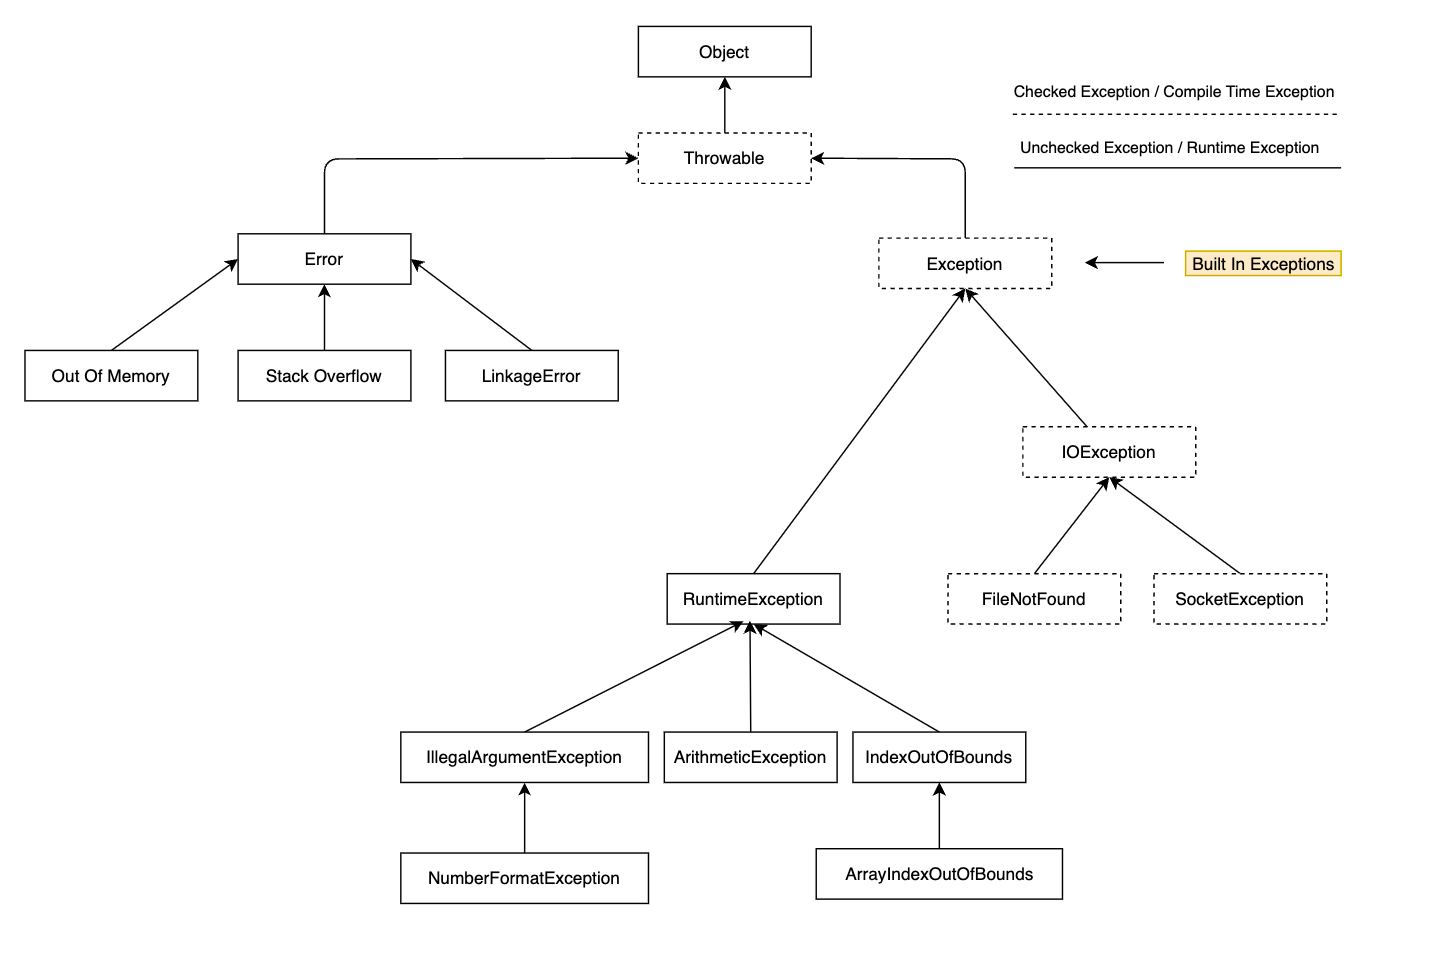 Object
Checked Exception / Compile Time Exception
Unchecked Exception / Runtime Exception
Throwable
Error
Exception
Built In Exceptions
Out Of Memory
Stack Overflow
LinkageError
IOException
RuntimeException
FileNotFound
SocketException
IllegalArgumentException
ArithmeticException
IndexOutOfBounds
NumberFormatException
ArrayIndexOutOfBounds